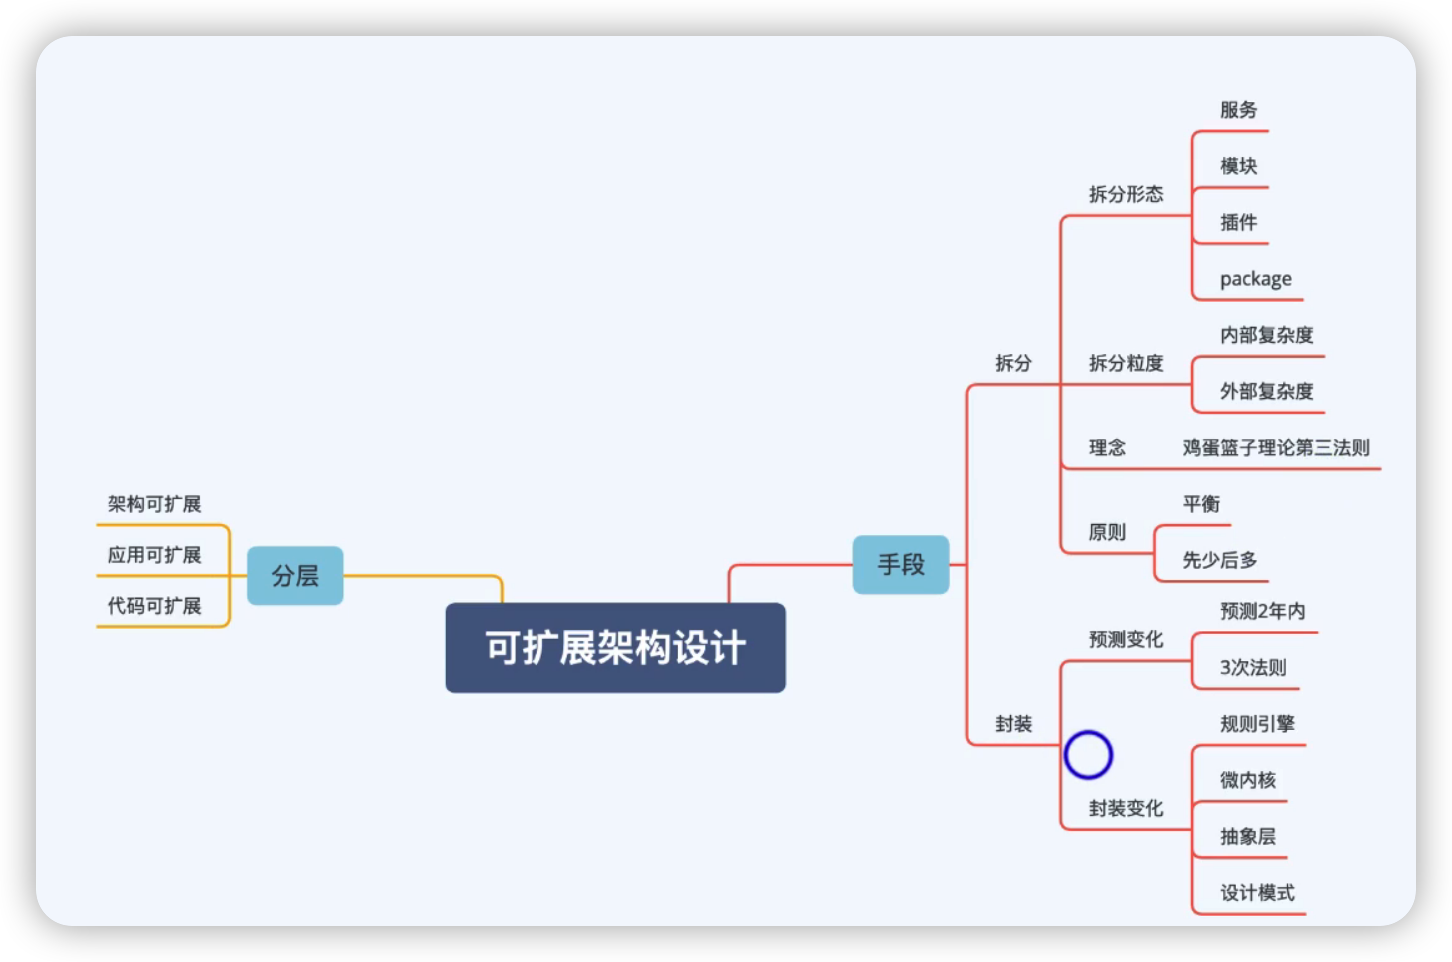 可扩展架构设计
分层
架构可扩展
应用可扩展
代码可扩展
手段
拆分
拆分形态
服务
模块
插件
package
拆分粒度
内部复杂度
外部复杂度
理念
鸡蛋篮子理论第三法则
原则
平衡
先少后多
封装
预测变化
预测2年内
3次法则
封装变化
规则引擎
微内核
抽象层
设计模式